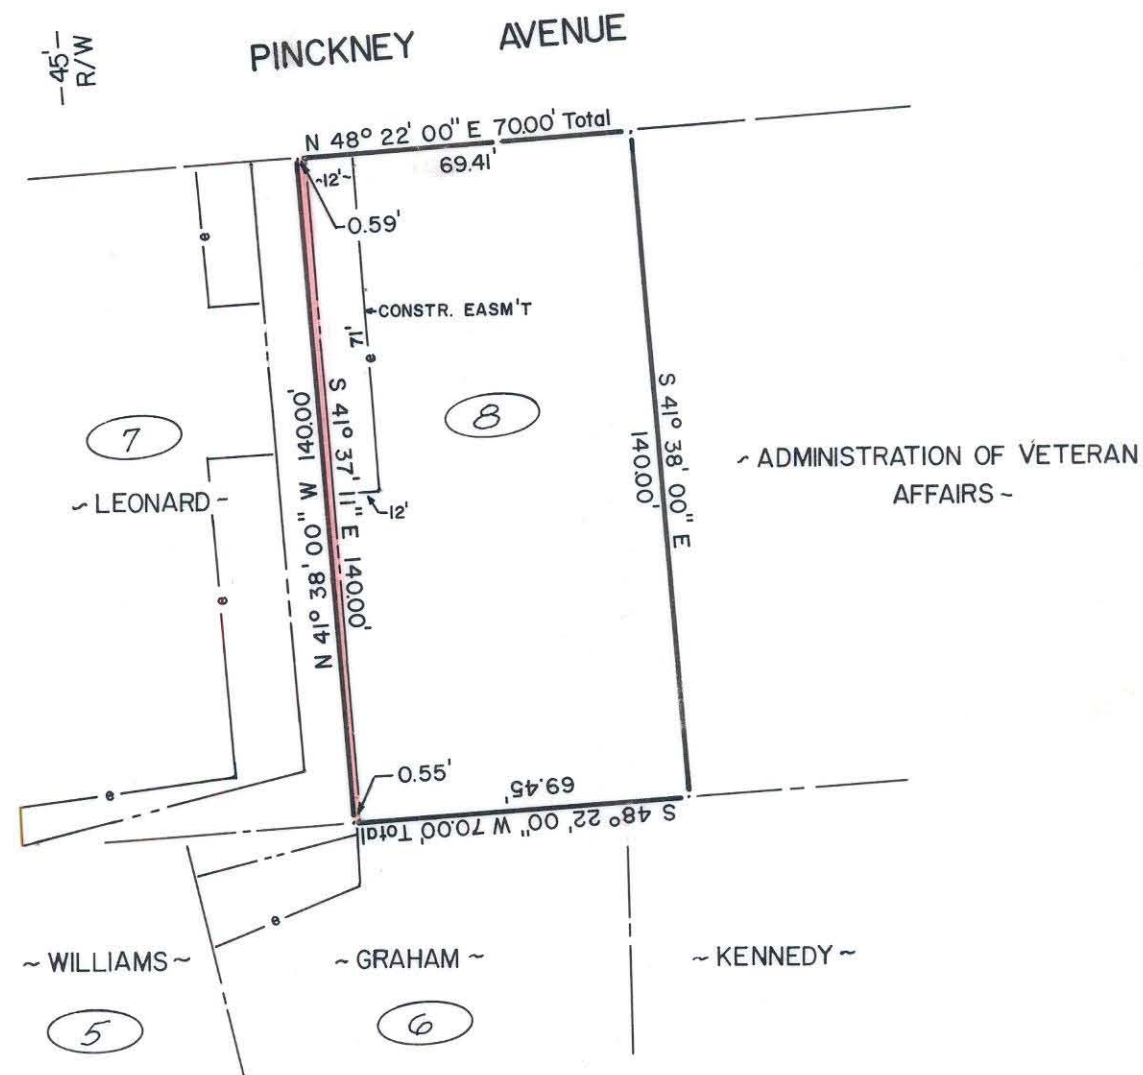 —45'—
R/W
PINCKNEY AVENUE
N 48° 22' 00" E 70.00' Total
69.41'
~12'~
0.59'
CONSTR. EASM'T
71'
e
e
8
7
~ LEONARD ~
N 41° 38' 00" W 140.00'
S 41° 37' 11" E 140.00'
12'
S 41° 38' 00" E
140.00'
~ ADMINISTRATION OF VETERAN
AFFAIRS ~
e
e
0.55'
69.45'
S 48° 22' 00" W 70.00' Total
e
~ WILLIAMS ~
~ GRAHAM ~
~ KENNEDY ~
5
6